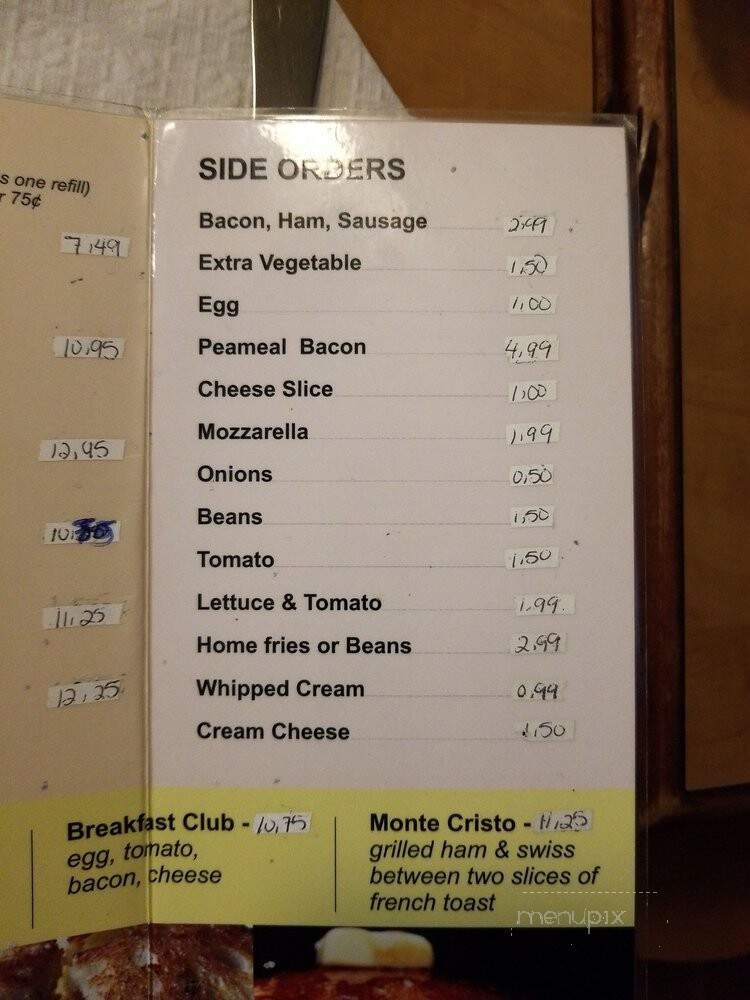 s one refill)
r 75¢
7.49
10.95
12.45
11.25
12.25
SIDE ORDERS
Bacon, Ham, Sausage 2.49
Extra Vegetable 1.50
Egg 1.00
Peameal Bacon 4.99
Cheese Slice 1.00
Mozzarella 1.99
Onions 0.50
Beans 1.50
Tomato 1.50
Lettuce & Tomato 1.99
Home fries or Beans 2.99
Whipped Cream 0.99
Cream Cheese 1.50
Breakfast Club - 10.75
egg, tomato,
bacon, cheese
Monte Cristo - 11.25
grilled ham & swiss
between two slices of
french toast
menupix